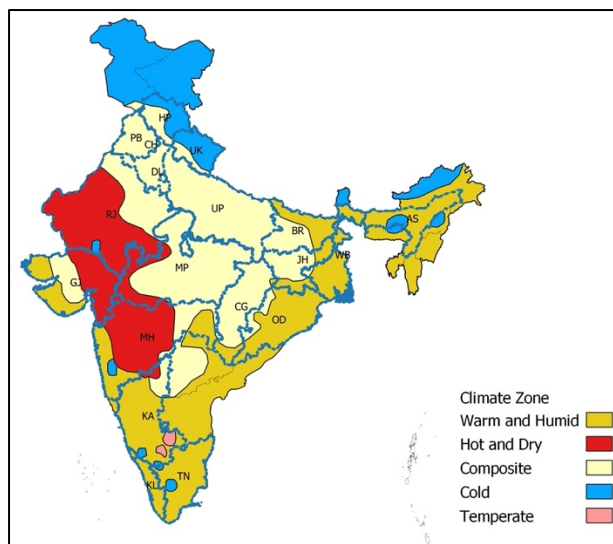 HP
PB
CH
UK
DL
RJ
UP
AS
BR
WB
JH
MP
GJ
CG
OD
MH
KA
TN
KL
Climate Zone
Warm and Humid
Hot and Dry
Composite
Cold
Temperate